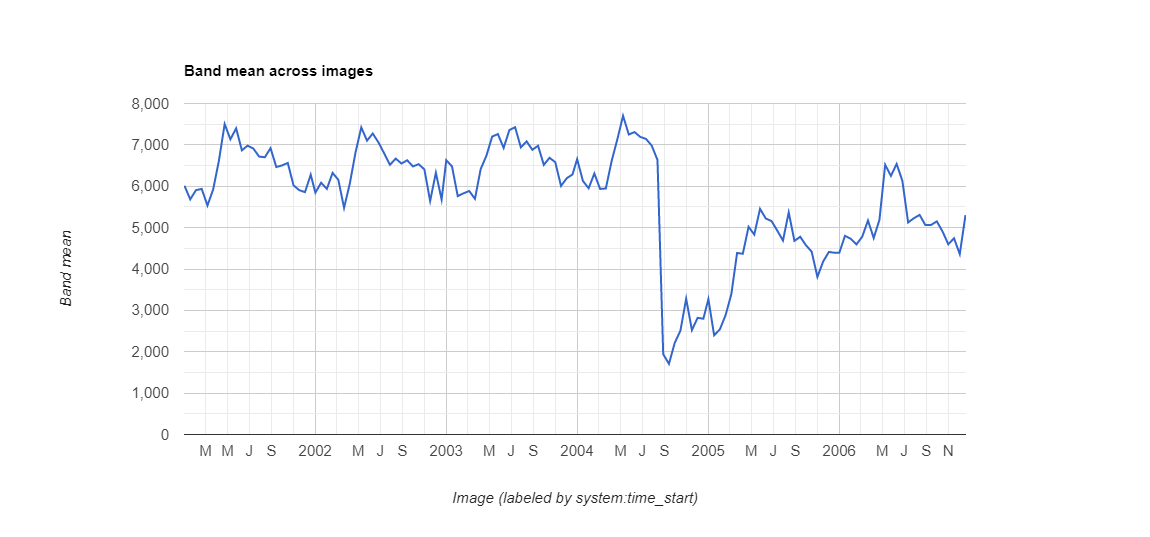 Band mean across images
8,000
7,000
6,000
5,000
4,000
3,000
2,000
1,000
0
Band mean
M M J S 2002 M J S 2003 M J S 2004 M J S 2005 M J S 2006 M J S N
Image (labeled by system:time_start)